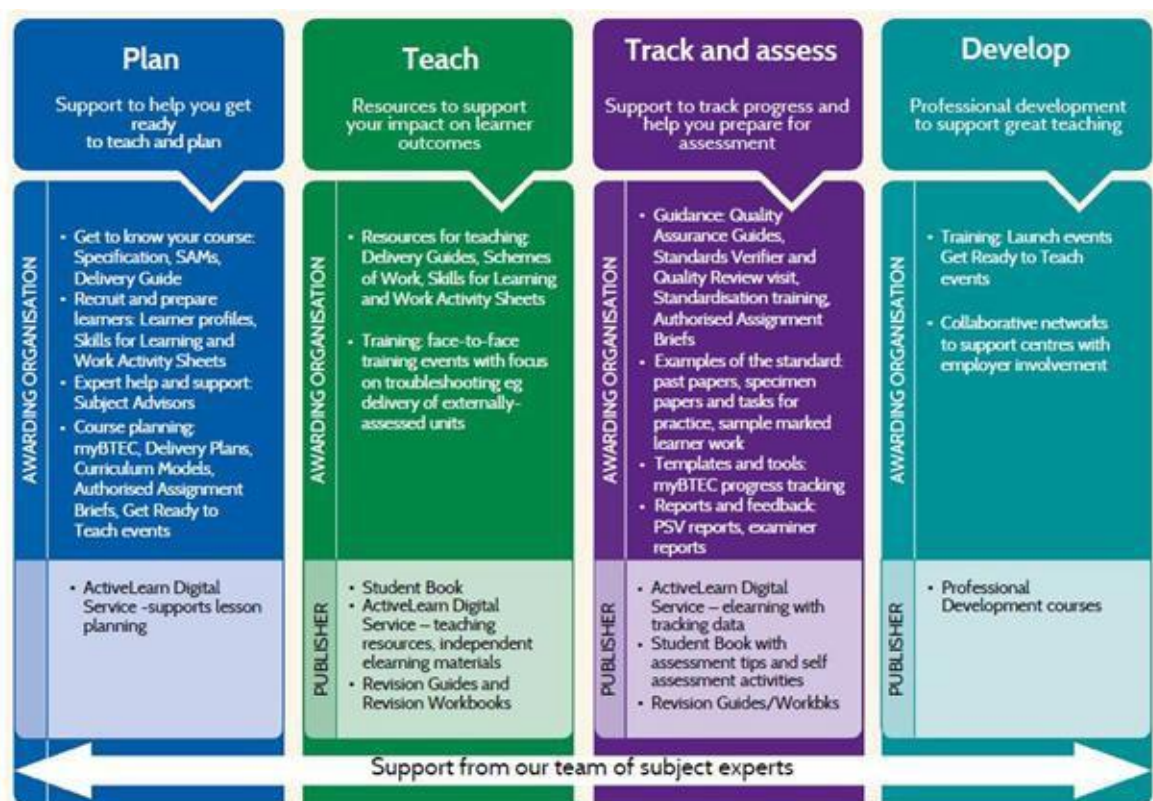 Plan
Support to help you get
ready
to teach and plan
AWARDING ORGANISATION
• Get to know your course:
Specification, SAMs,
Delivery Guide
• Recruit and prepare
learners: Learner profiles,
Skills for Learning and
Work Activity Sheets
• Expert help and support:
Subject Advisors
• Course planning:
myBTEC, Delivery Plans,
Curriculum Models,
Authorised Assignment
Briefs, Get Ready to
Teach events
• ActiveLearn Digital
Service -supports lesson
planning
Teach
Resources to support
your impact on learner
outcomes
AWARDING ORGANISATION
• Resources for teaching:
Delivery Guides, Schemes
of Work, Skills for Learning
and Work Activity Sheets
• Training: face-to-face
training events with focus
on troubleshooting eg
delivery of externally-
assessed units
PUBLISHER
• Student Book
• ActiveLearn Digital
Service – teaching
resources, independent
elearning materials
• Revision Guides and
Revision Workbooks
Track and assess
Support to track progress and
help you prepare for
assessment
AWARDING ORGANISATION
• Guidance: Quality
Assurance Guides,
Standards Verifier and
Quality Review visit,
Standardisation training,
Authorised Assignment
Briefs
• Examples of the standard:
past papers, specimen
papers and tasks for
practice, sample marked
learner work
• Templates and tools:
myBTEC progress tracking
• Reports and feedback:
PSV reports, examiner
reports
PUBLISHER
• ActiveLearn Digital
Service – elearning with
tracking data
• Student Book with
assessment tips and self
assessment activities
• Revision Guides/Workbks
Develop
Professional development
to support great teaching
AWARDING ORGANISATION
• Training: Launch events
Get Ready to Teach
events
• Collaborative networks
to support centres with
employer involvement
PUBLISHER
• Professional
Development courses
Support from our team of subject experts